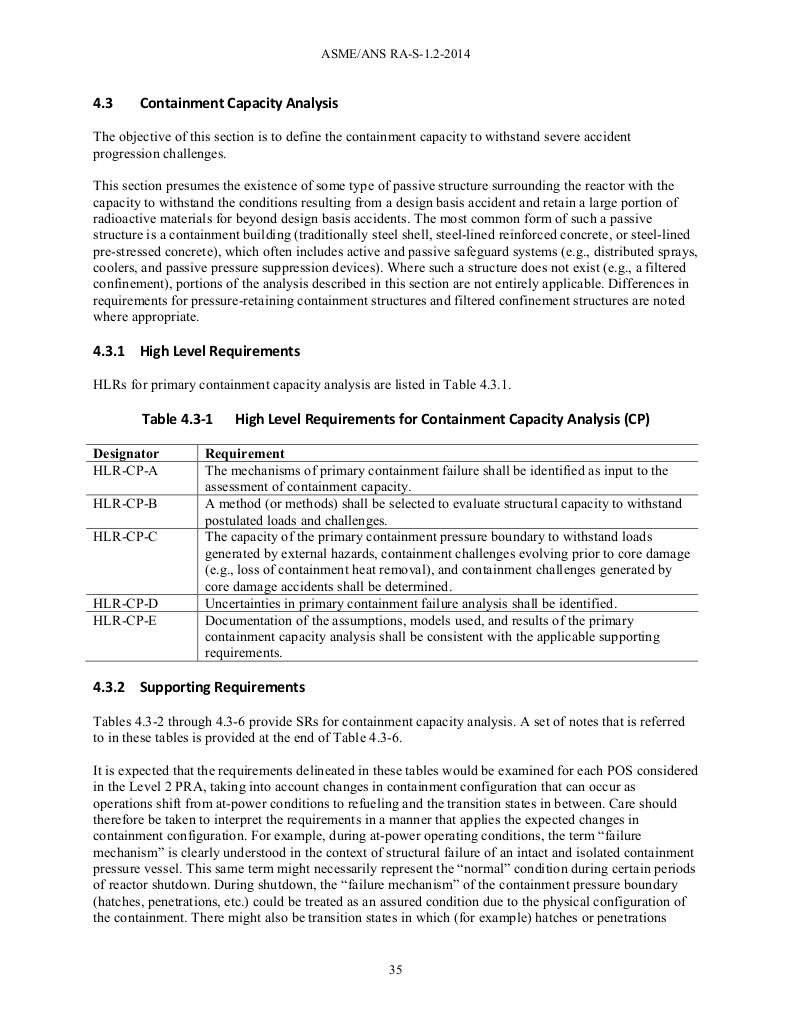 ASME/ANS RA-S-1.2-2014
4.3 Containment Capacity Analysis
The objective of this section is to define the containment capacity to withstand severe accident
progression challenges.
This section presumes the existence of some type of passive structure surrounding the reactor with the
capacity to withstand the conditions resulting from a design basis accident and retain a large portion of
radioactive materials for beyond design basis accidents. The most common form of such a passive
structure is a containment building (traditionally steel shell, steel-lined reinforced concrete, or steel-lined
pre-stressed concrete), which often includes active and passive safeguard systems (e.g., distributed sprays,
coolers, and passive pressure suppression devices). Where such a structure does not exist (e.g., a filtered
confinement), portions of the analysis described in this section are not entirely applicable. Differences in
requirements for pressure-retaining containment structures and filtered confinement structures are noted
where appropriate.
4.3.1 High Level Requirements
HLRs for primary containment capacity analysis are listed in Table 4.3.1.
Table 4.3-1 High Level Requirements for Containment Capacity Analysis (CP)
Designator Requirement
HLR-CP-A The mechanisms of primary containment failure shall be identified as input to the
assessment of containment capacity.
HLR-CP-B A method (or methods) shall be selected to evaluate structural capacity to withstand
postulated loads and challenges.
HLR-CP-C The capacity of the primary containment pressure boundary to withstand loads
generated by external hazards, containment challenges evolving prior to core damage
(e.g., loss of containment heat removal), and containment challenges generated by
core damage accidents shall be determined.
HLR-CP-D Uncertainties in primary containment failure analysis shall be identified.
HLR-CP-E Documentation of the assumptions, models used, and results of the primary
containment capacity analysis shall be consistent with the applicable supporting
requirements.
4.3.2 Supporting Requirements
Tables 4.3-2 through 4.3-6 provide SRs for containment capacity analysis. A set of notes that is referred
to in these tables is provided at the end of Table 4.3-6.
It is expected that the requirements delineated in these tables would be examined for each POS considered
in the Level 2 PRA, taking into account changes in containment configuration that can occur as
operations shift from at-power conditions to refueling and the transition states in between. Care should
therefore be taken to interpret the requirements in a manner that applies the expected changes in
containment configuration. For example, during at-power operating conditions, the term “failure
mechanism” is clearly understood in the context of structural failure of an intact and isolated containment
pressure vessel. This same term might necessarily represent the “normal” condition during certain periods
of reactor shutdown. During shutdown, the “failure mechanism” of the containment pressure boundary
(hatches, penetrations, etc.) could be treated as an assured condition due to the physical configuration of
the containment. There might also be transition states in which (for example) hatches or penetrations
35